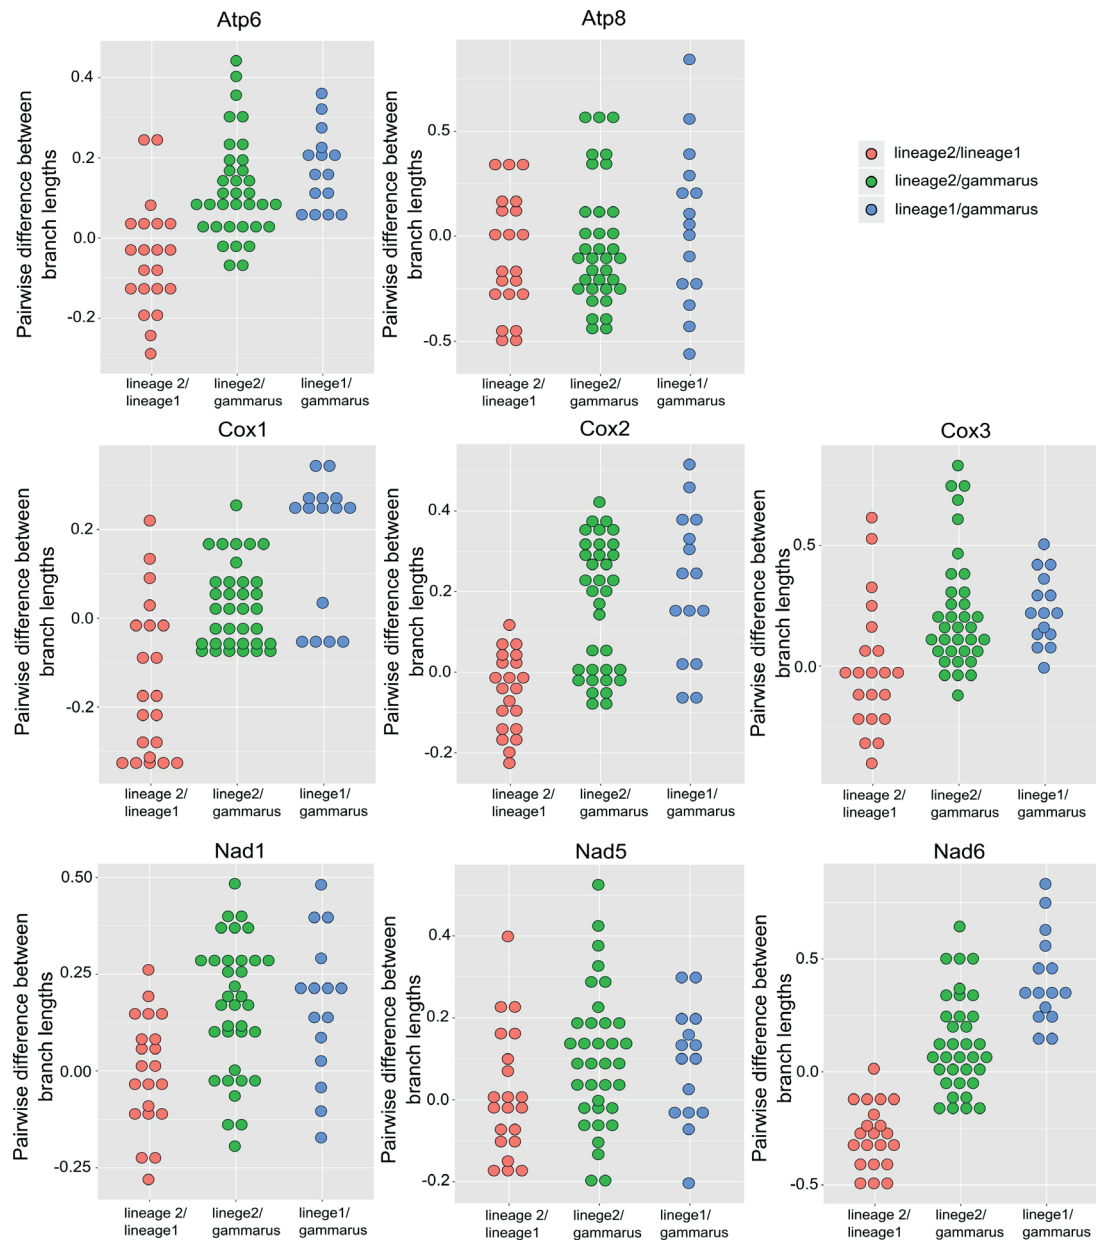 Atp6
Atp8
Pairwise difference between
branch lengths
0.4
0.2
0.0
-0.2
lineage 2/
lineage1
linege2/
gammarus
linege1/
gammarus
Pairwise difference between
branch lengths
0.5
0.0
-0.5
lineage 2/
lineage1
linege2/
gammarus
linege1/
gammarus
lineage2/lineage1
lineage2/gammarus
lineage1/gammarus
Cox1
Cox2
Cox3
Pairwise difference between
branch lengths
0.2
0.0
-0.2
lineage 2/
lineage1
linege2/
gammarus
linege1/
gammarus
Pairwise difference between
branch lengths
0.4
0.2
0.0
-0.2
lineage 2/
lineage1
linege2/
gammarus
linege1/
gammarus
Pairwise difference between
branch lengths
0.5
0.0
lineage 2/
lineage1
linege2/
gammarus
linege1/
gammarus
Nad1
Nad5
Nad6
Pairwise difference between
branch lengths
0.50
0.25
0.00
-0.25
lineage 2/
lineage1
linege2/
gammarus
linege1/
gammarus
Pairwise difference between
branch lengths
0.4
0.2
0.0
-0.2
lineage 2/
lineage1
linege2/
gammarus
linege1/
gammarus
Pairwise difference between
branch lengths
0.5
0.0
-0.5
lineage 2/
lineage1
linege2/
gammarus
linege1/
gammarus